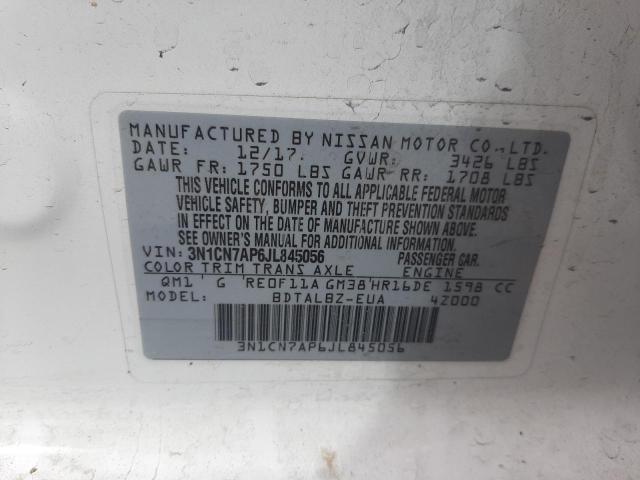 MANUFACTURED BY NISSAN MOTOR CO., LTD.
DATE: 12/17 GVWR: 3426 LBS
GAWR FR: 1750 LBS GAWR RR: 1708 LBS
THIS VEHICLE CONFORMS TO ALL APPLICABLE FEDERAL MOTOR
VEHICLE SAFETY, BUMPER AND THEFT PREVENTION STANDARDS
IN EFFECT ON THE DATE OF MANUFACTURE SHOWN ABOVE.
SEE OWNER'S MANUAL FOR ADDITIONAL INFORMATION.
VIN: 3N1CN7AP6JL845056 PASSENGER CAR.
COLOR TRIM TRANS AXLE ENGINE
QM1 G RE0F11A GM38 HR16DE 1598 CC
MODEL: BDTALBZ-EUA 4Z000
3N1CN7AP6JL845056